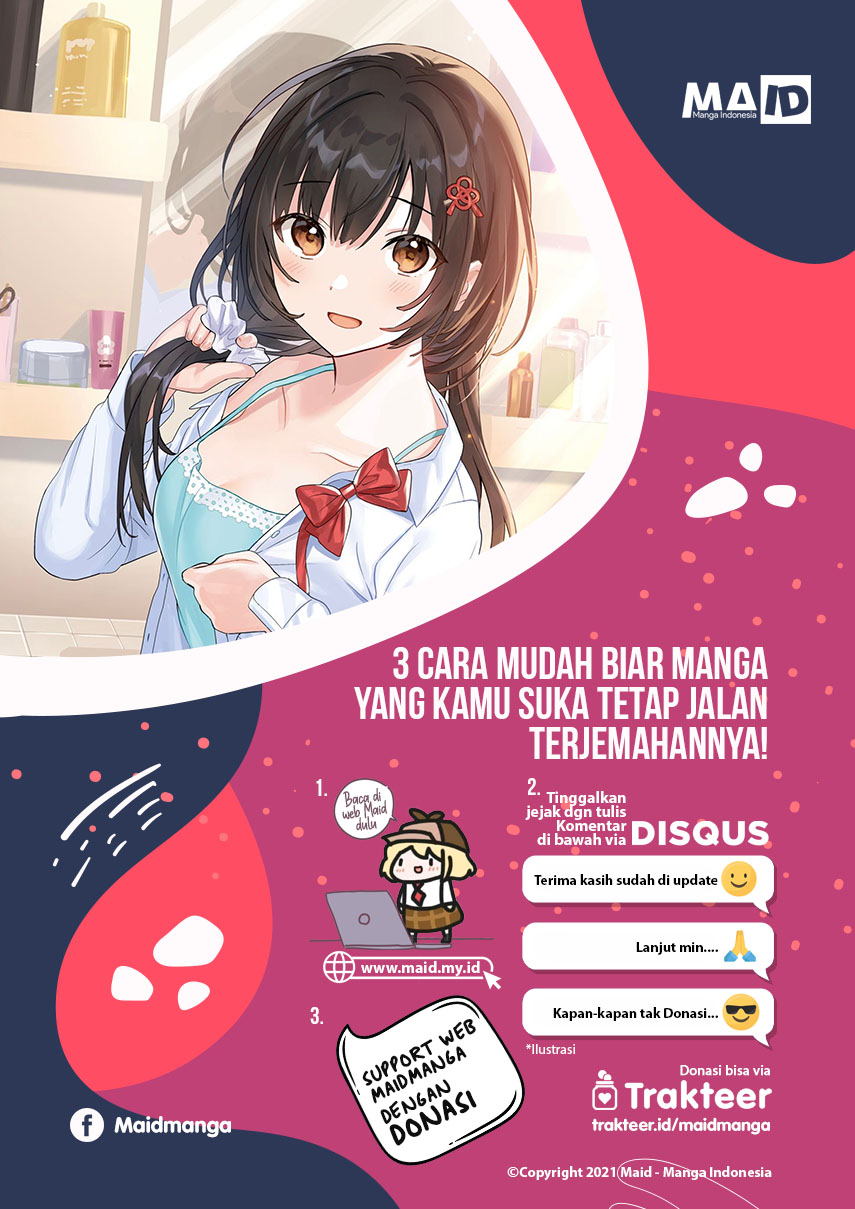 MAID
Manga Indonesia
3 CARA MUDAH BIAR MANGA
YANG KAMU SUKA TETAP JALAN
TERJEMAHANNYA!
1.
Baca di
web Maid
dulu
www.maid.my.id
2.
Tinggalkan
jejak dgn tulis
Komentar
di bawah via
DISQUS
Terima kasih sudah di update
Lanjut min....
Kapan-kapan tak Donasi...
*Ilustrasi
3.
SUPPORT WEB
MAIDMANGA
DENGAN
DONASI
Donasi bisa via
Trakteer
trakteer.id/maidmanga
f Maidmanga
©Copyright 2021 Maid - Manga Indonesia